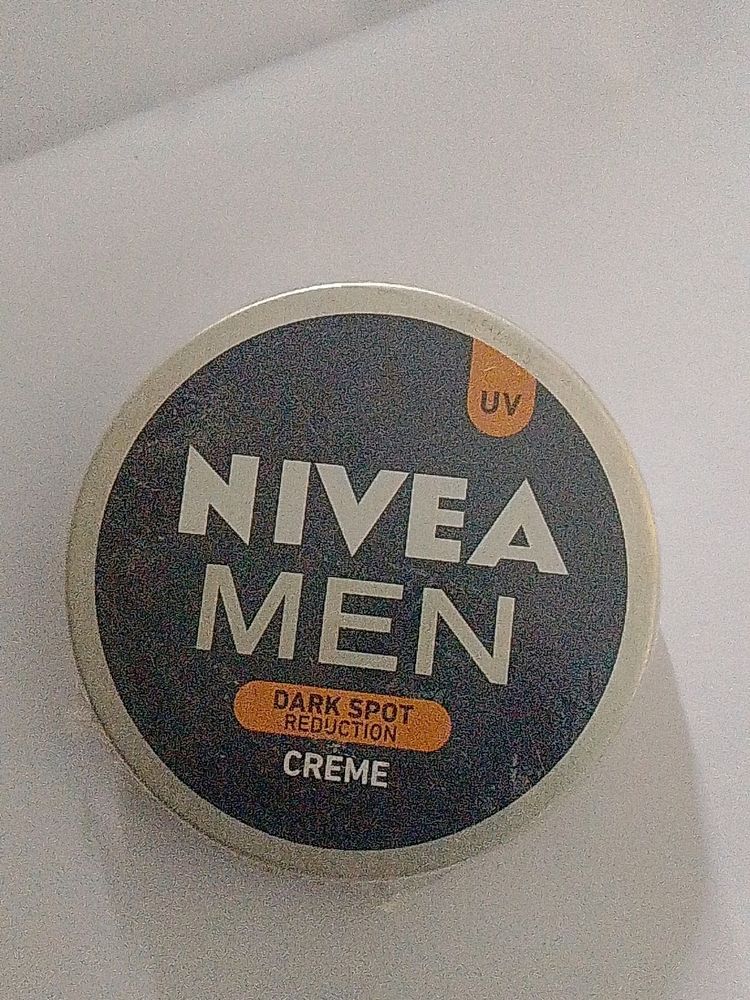 UV
NIVEA
MEN
DARK SPOT
REDUCTION
CREME